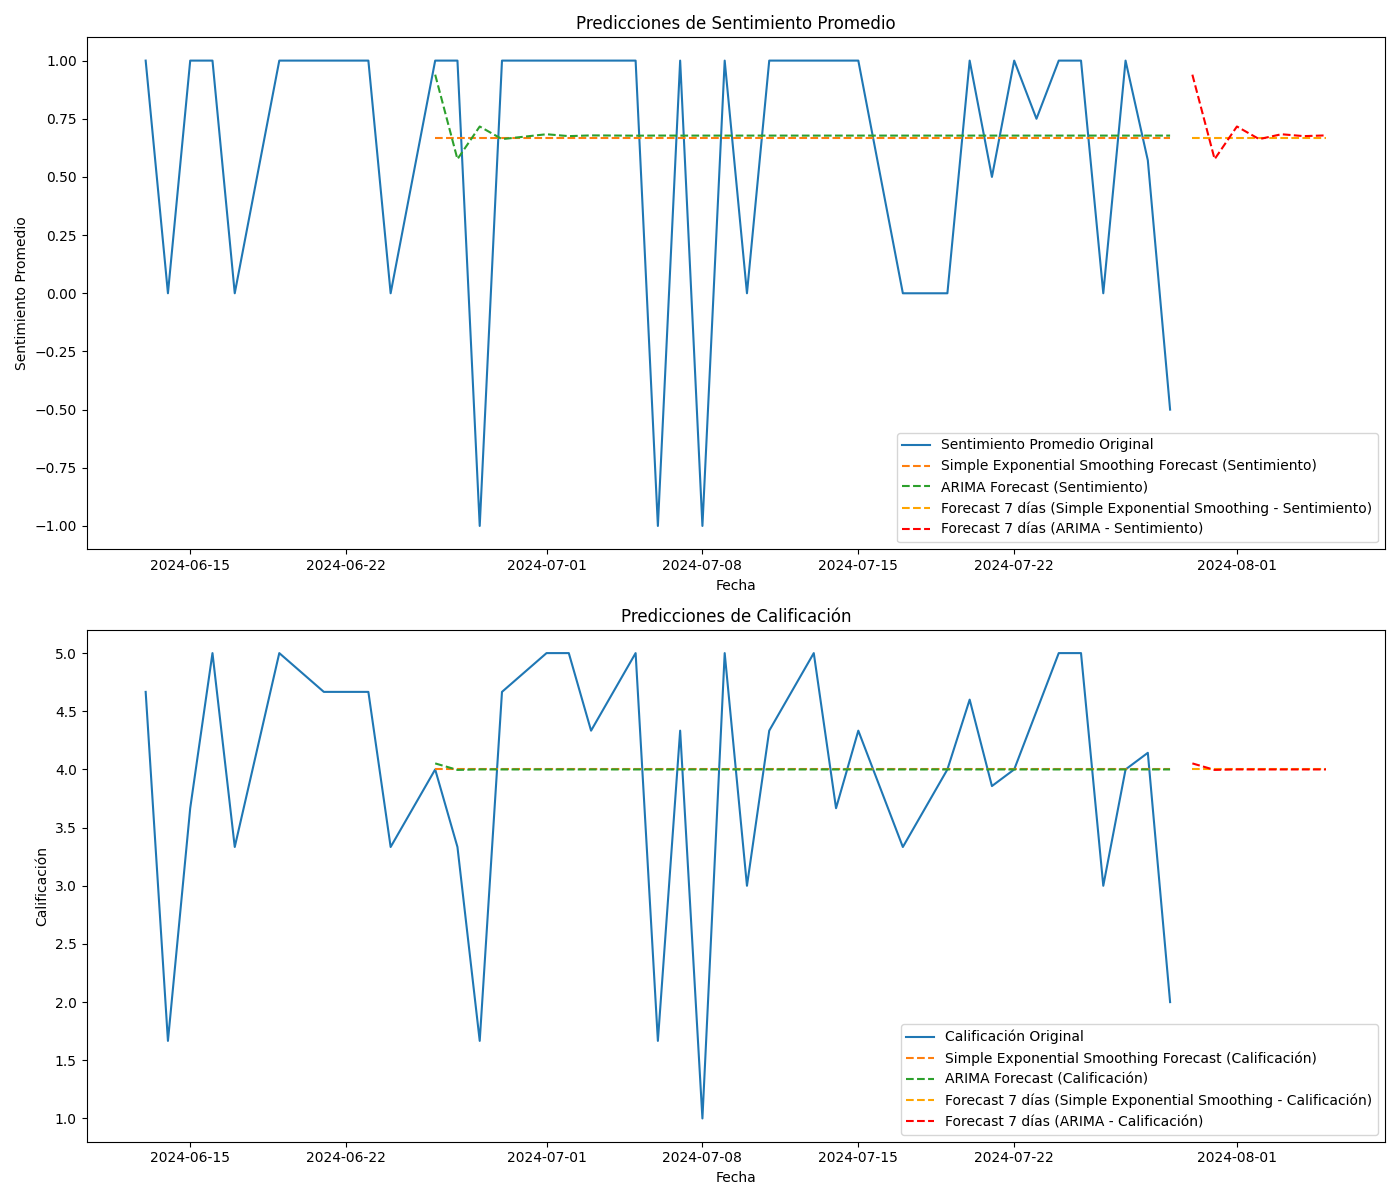 Predicciones de Sentimiento Promedio
Sentimiento Promedio
1.00
0.75
0.50
0.25
0.00
−0.25
−0.50
−0.75
−1.00
Sentimiento Promedio Original
Simple Exponential Smoothing Forecast (Sentimiento)
ARIMA Forecast (Sentimiento)
Forecast 7 días (Simple Exponential Smoothing - Sentimiento)
Forecast 7 días (ARIMA - Sentimiento)
2024-06-15 2024-06-22 2024-07-01 2024-07-08 2024-07-15 2024-07-22 2024-08-01
Fecha
Predicciones de Calificación
Calificación
5.0
4.5
4.0
3.5
3.0
2.5
2.0
1.5
1.0
Calificación Original
Simple Exponential Smoothing Forecast (Calificación)
ARIMA Forecast (Calificación)
Forecast 7 días (Simple Exponential Smoothing - Calificación)
Forecast 7 días (ARIMA - Calificación)
2024-06-15 2024-06-22 2024-07-01 2024-07-08 2024-07-15 2024-07-22 2024-08-01
Fecha